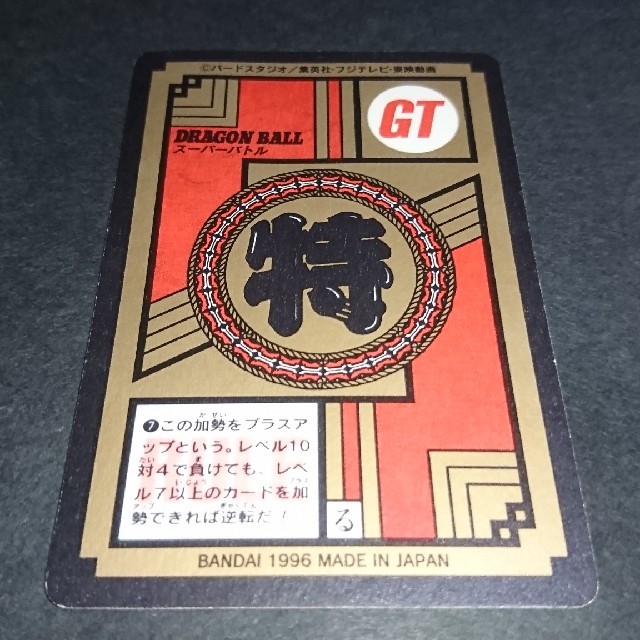 ©バードスタジオ／集英社・フジテレビ・東映動画
DRAGON BALL
スーパーバトル
GT
特
❼この加勢をプラスア
ップという。レベル10
対4で負けても、レベ
ル7以上のカードを加
勢できれば逆転だ!
る
BANDAI 1996 MADE IN JAPAN